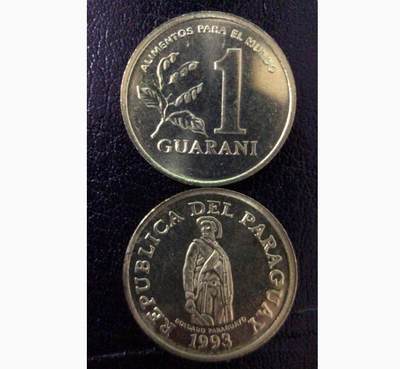 ALIMENTOS PARA EL MUNDO
1
GUARANI
REPUBLICA DEL PARAGUAY
SOLDADO PARAGUAYO
1993